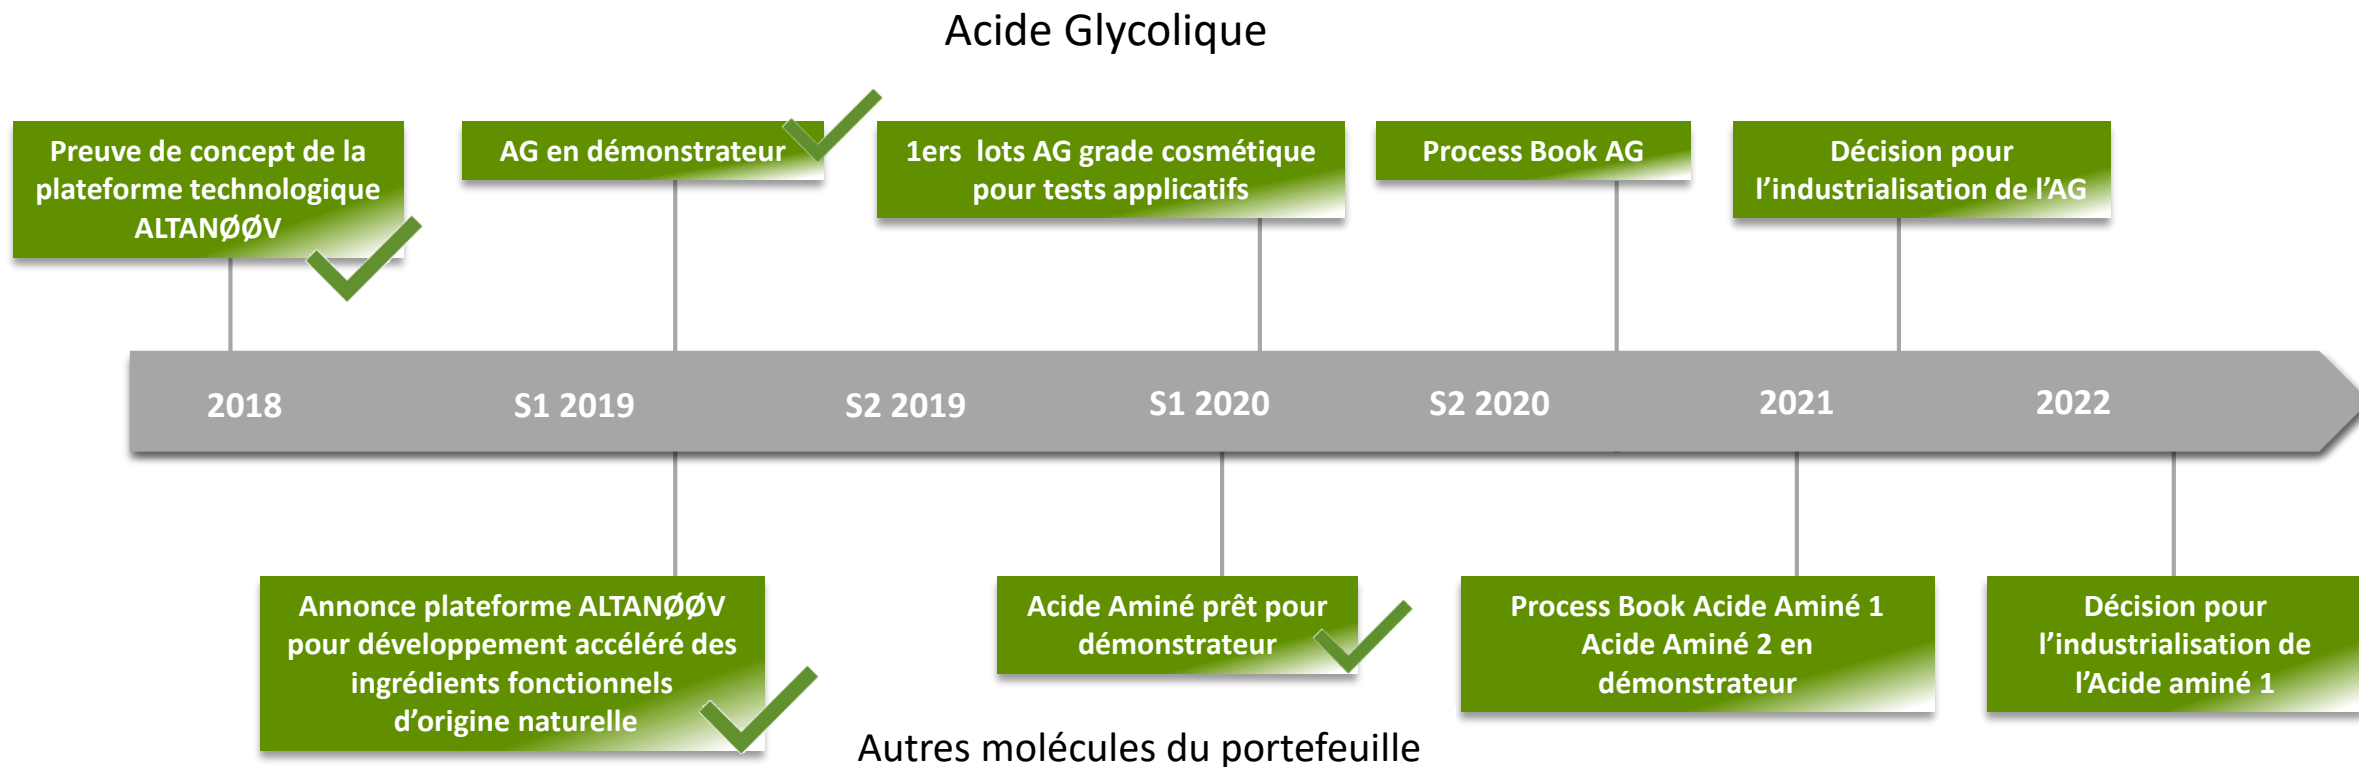 Acide Glycolique
Preuve de concept de la
plateforme technologique
ALTANØØV
AG en démonstrateur
1ers  lots AG grade cosmétique
pour tests applicatifs
Process Book AG
Décision pour
l’industrialisation de l’AG
2018
S1 2019
S2 2019
S1 2020
S2 2020
2021
2022
Annonce plateforme ALTANØØV
pour développement accéléré des
ingrédients fonctionnels
d’origine naturelle
Acide Aminé prêt pour
démonstrateur
Process Book Acide Aminé 1
Acide Aminé 2 en
démonstrateur
Décision pour
l’industrialisation de
l’Acide aminé 1
Autres molécules du portefeuille